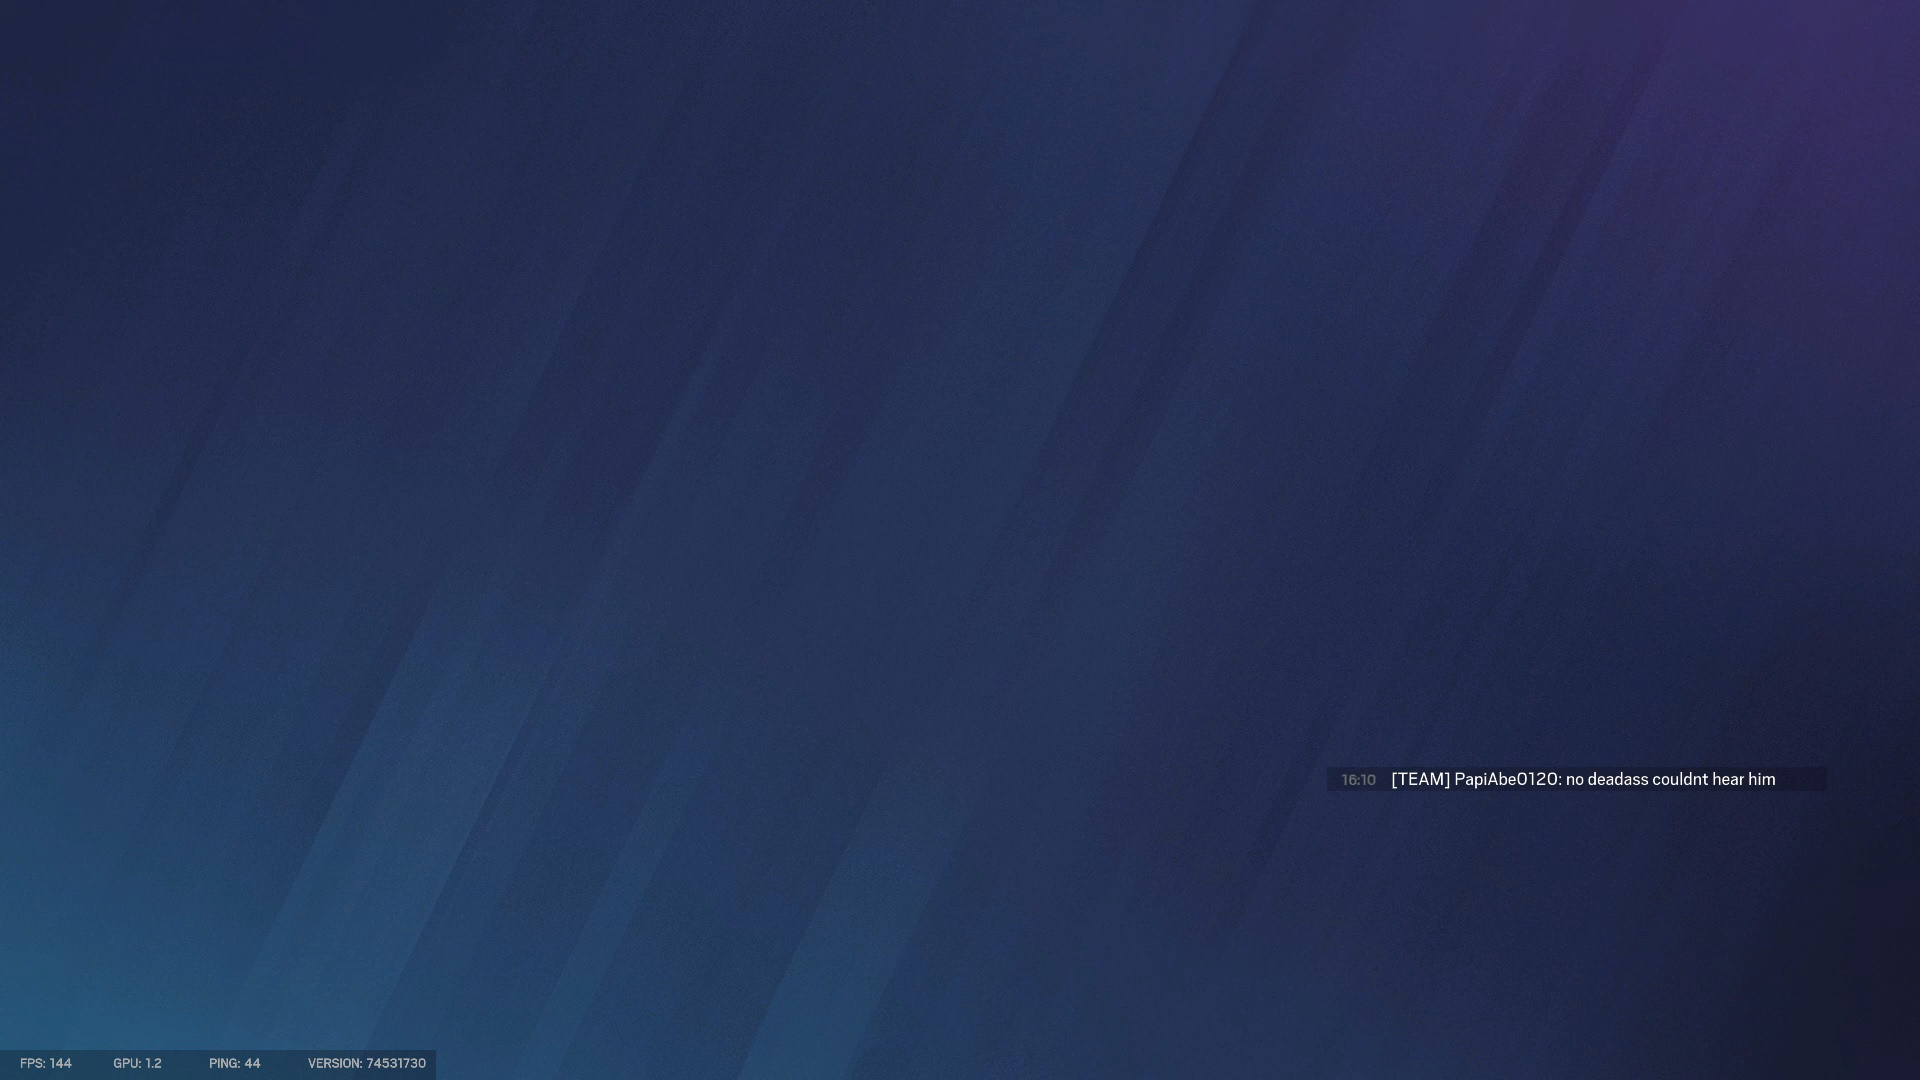 16:10 [TEAM] PapiAbe0120: no deadass couldnt hear him
FPS: 144 GPU: 1.2 PING: 44 VERSION: 74531730